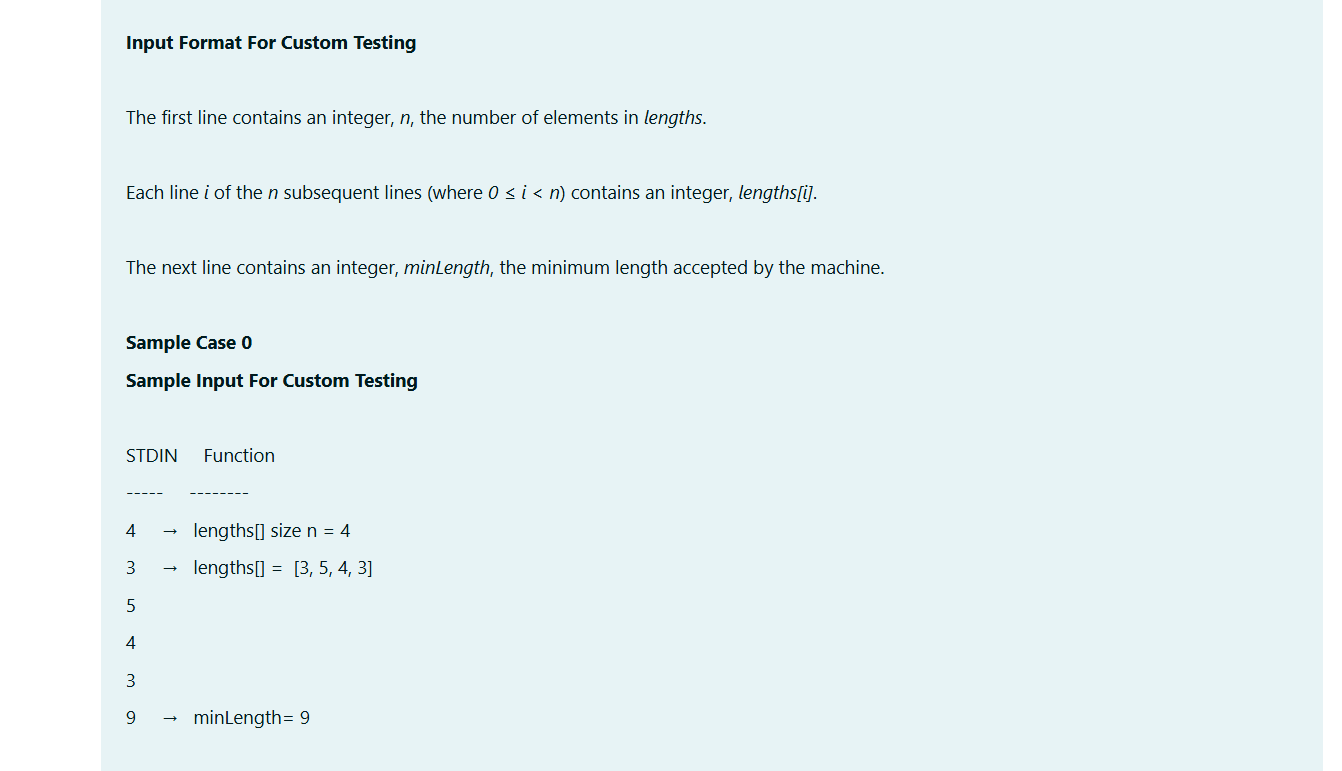 Input Format For Custom Testing
The first line contains an integer, n, the number of elements in lengths.
Each line i of the n subsequent lines (where 0 ≤ i < n) contains an integer, lengths[i].
The next line contains an integer, minLength, the minimum length accepted by the machine.
Sample Case 0
Sample Input For Custom Testing
STDIN Function
----- --------
4 → lengths[] size n = 4
3 → lengths[] = [3, 5, 4, 3]
5
4
3
9 → minLength= 9